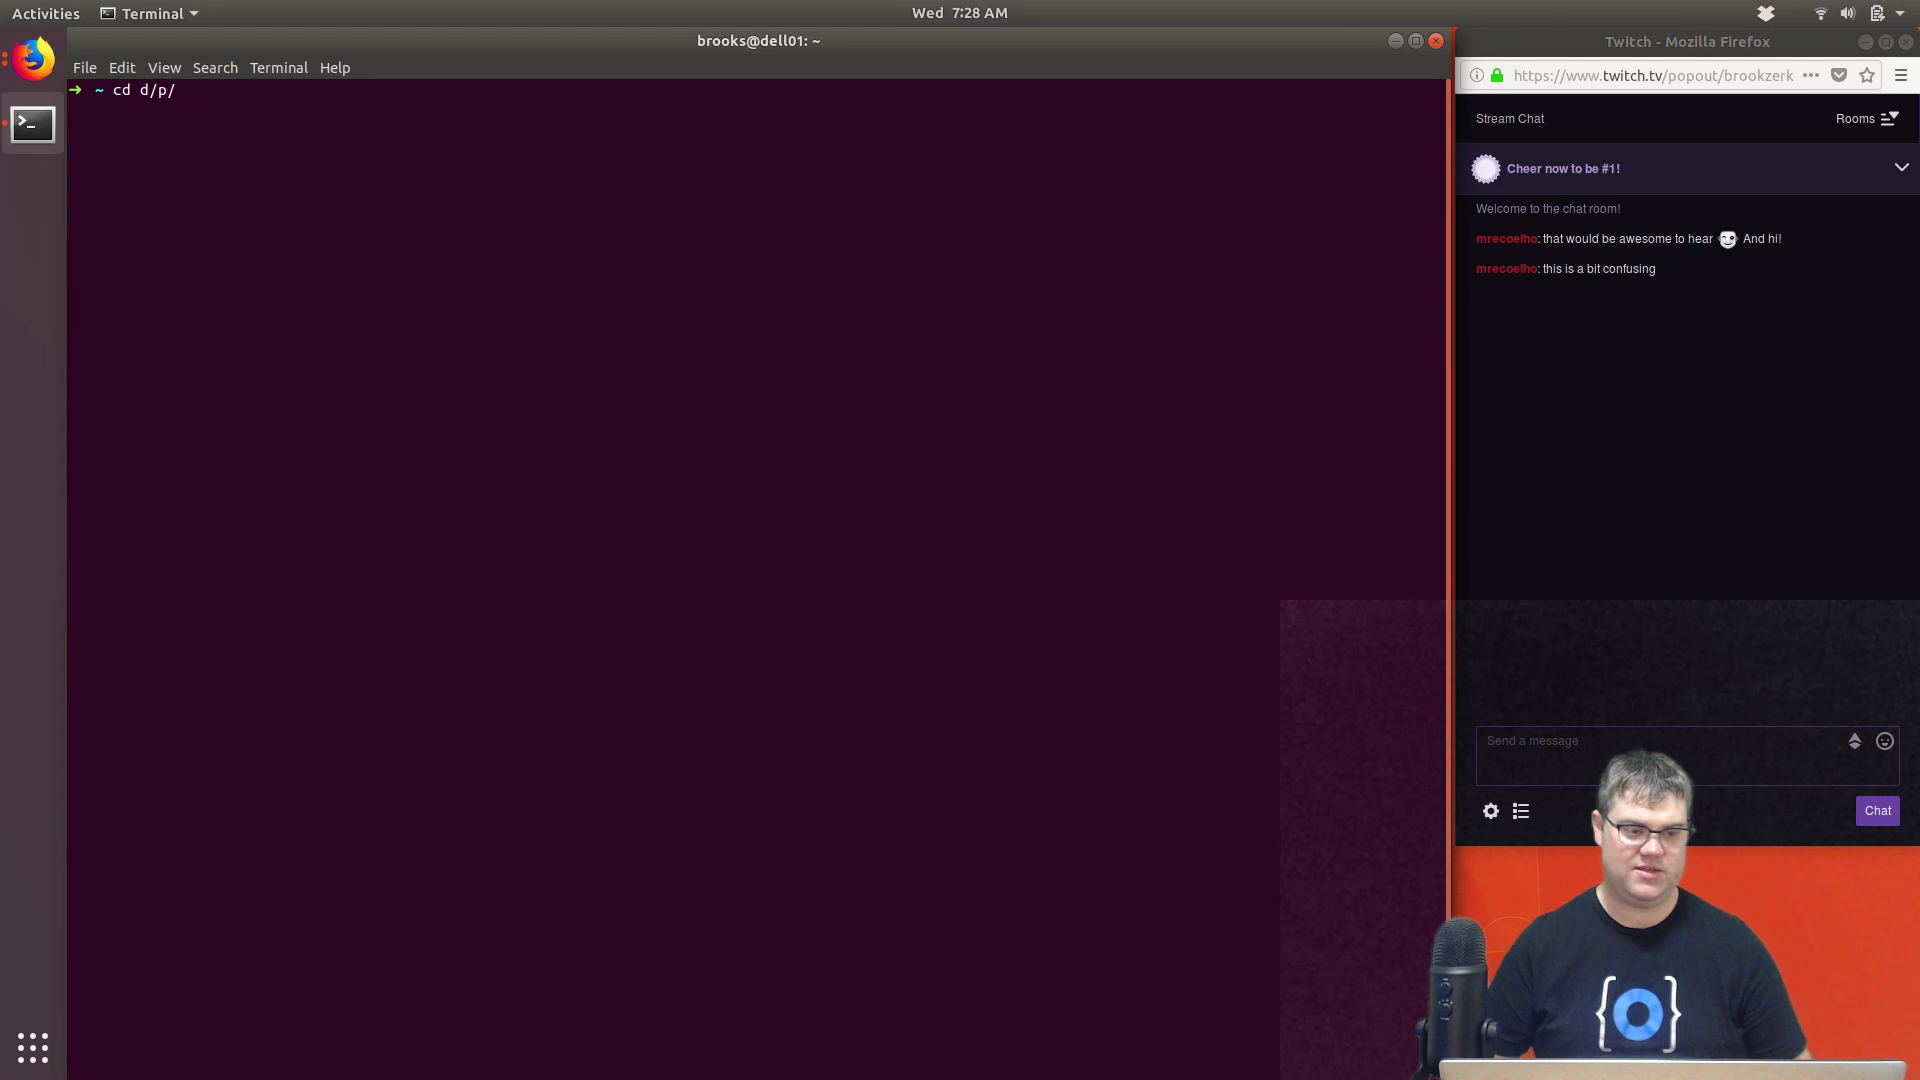 Activities Terminal Wed 7:28 AM
brooks@dell01: ~
File Edit View Search Terminal Help
➜ ~ cd d/p/
Twitch - Mozilla Firefox
https://www.twitch.tv/popout/brookzerk
Stream Chat Rooms
Cheer now to be #1!
Welcome to the chat room!
mrecoelho: that would be awesome to hear And hi!
mrecoelho: this is a bit confusing
Send a message
Chat